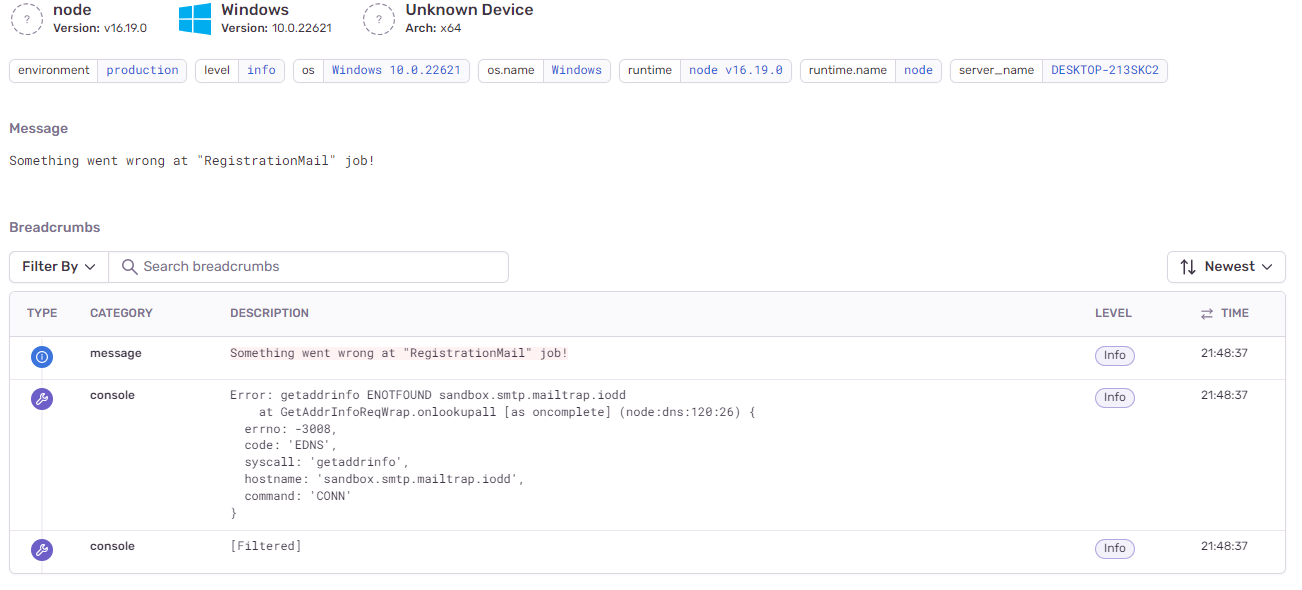 node
Version: v16.19.0
Windows
Version: 10.0.22621
Unknown Device
Arch: x64
environment production level info os Windows 10.0.22621 os.name Windows runtime node v16.19.0 runtime.name node server_name DESKTOP-213SKC2
Message
Something went wrong at "RegistrationMail" job!
Breadcrumbs
Filter By Search breadcrumbs Newest
TYPE CATEGORY DESCRIPTION LEVEL TIME
message Something went wrong at "RegistrationMail" job! Info 21:48:37
console Error: getaddrinfo ENOTFOUND sandbox.smtp.mailtrap.iodd Info 21:48:37
at GetAddrInfoReqWrap.onlookupall [as oncomplete] (node:dns:120:26) {
errno: -3008,
code: 'EDNS',
syscall: 'getaddrinfo',
hostname: 'sandbox.smtp.mailtrap.iodd',
command: 'CONN'
}
console [Filtered] Info 21:48:37